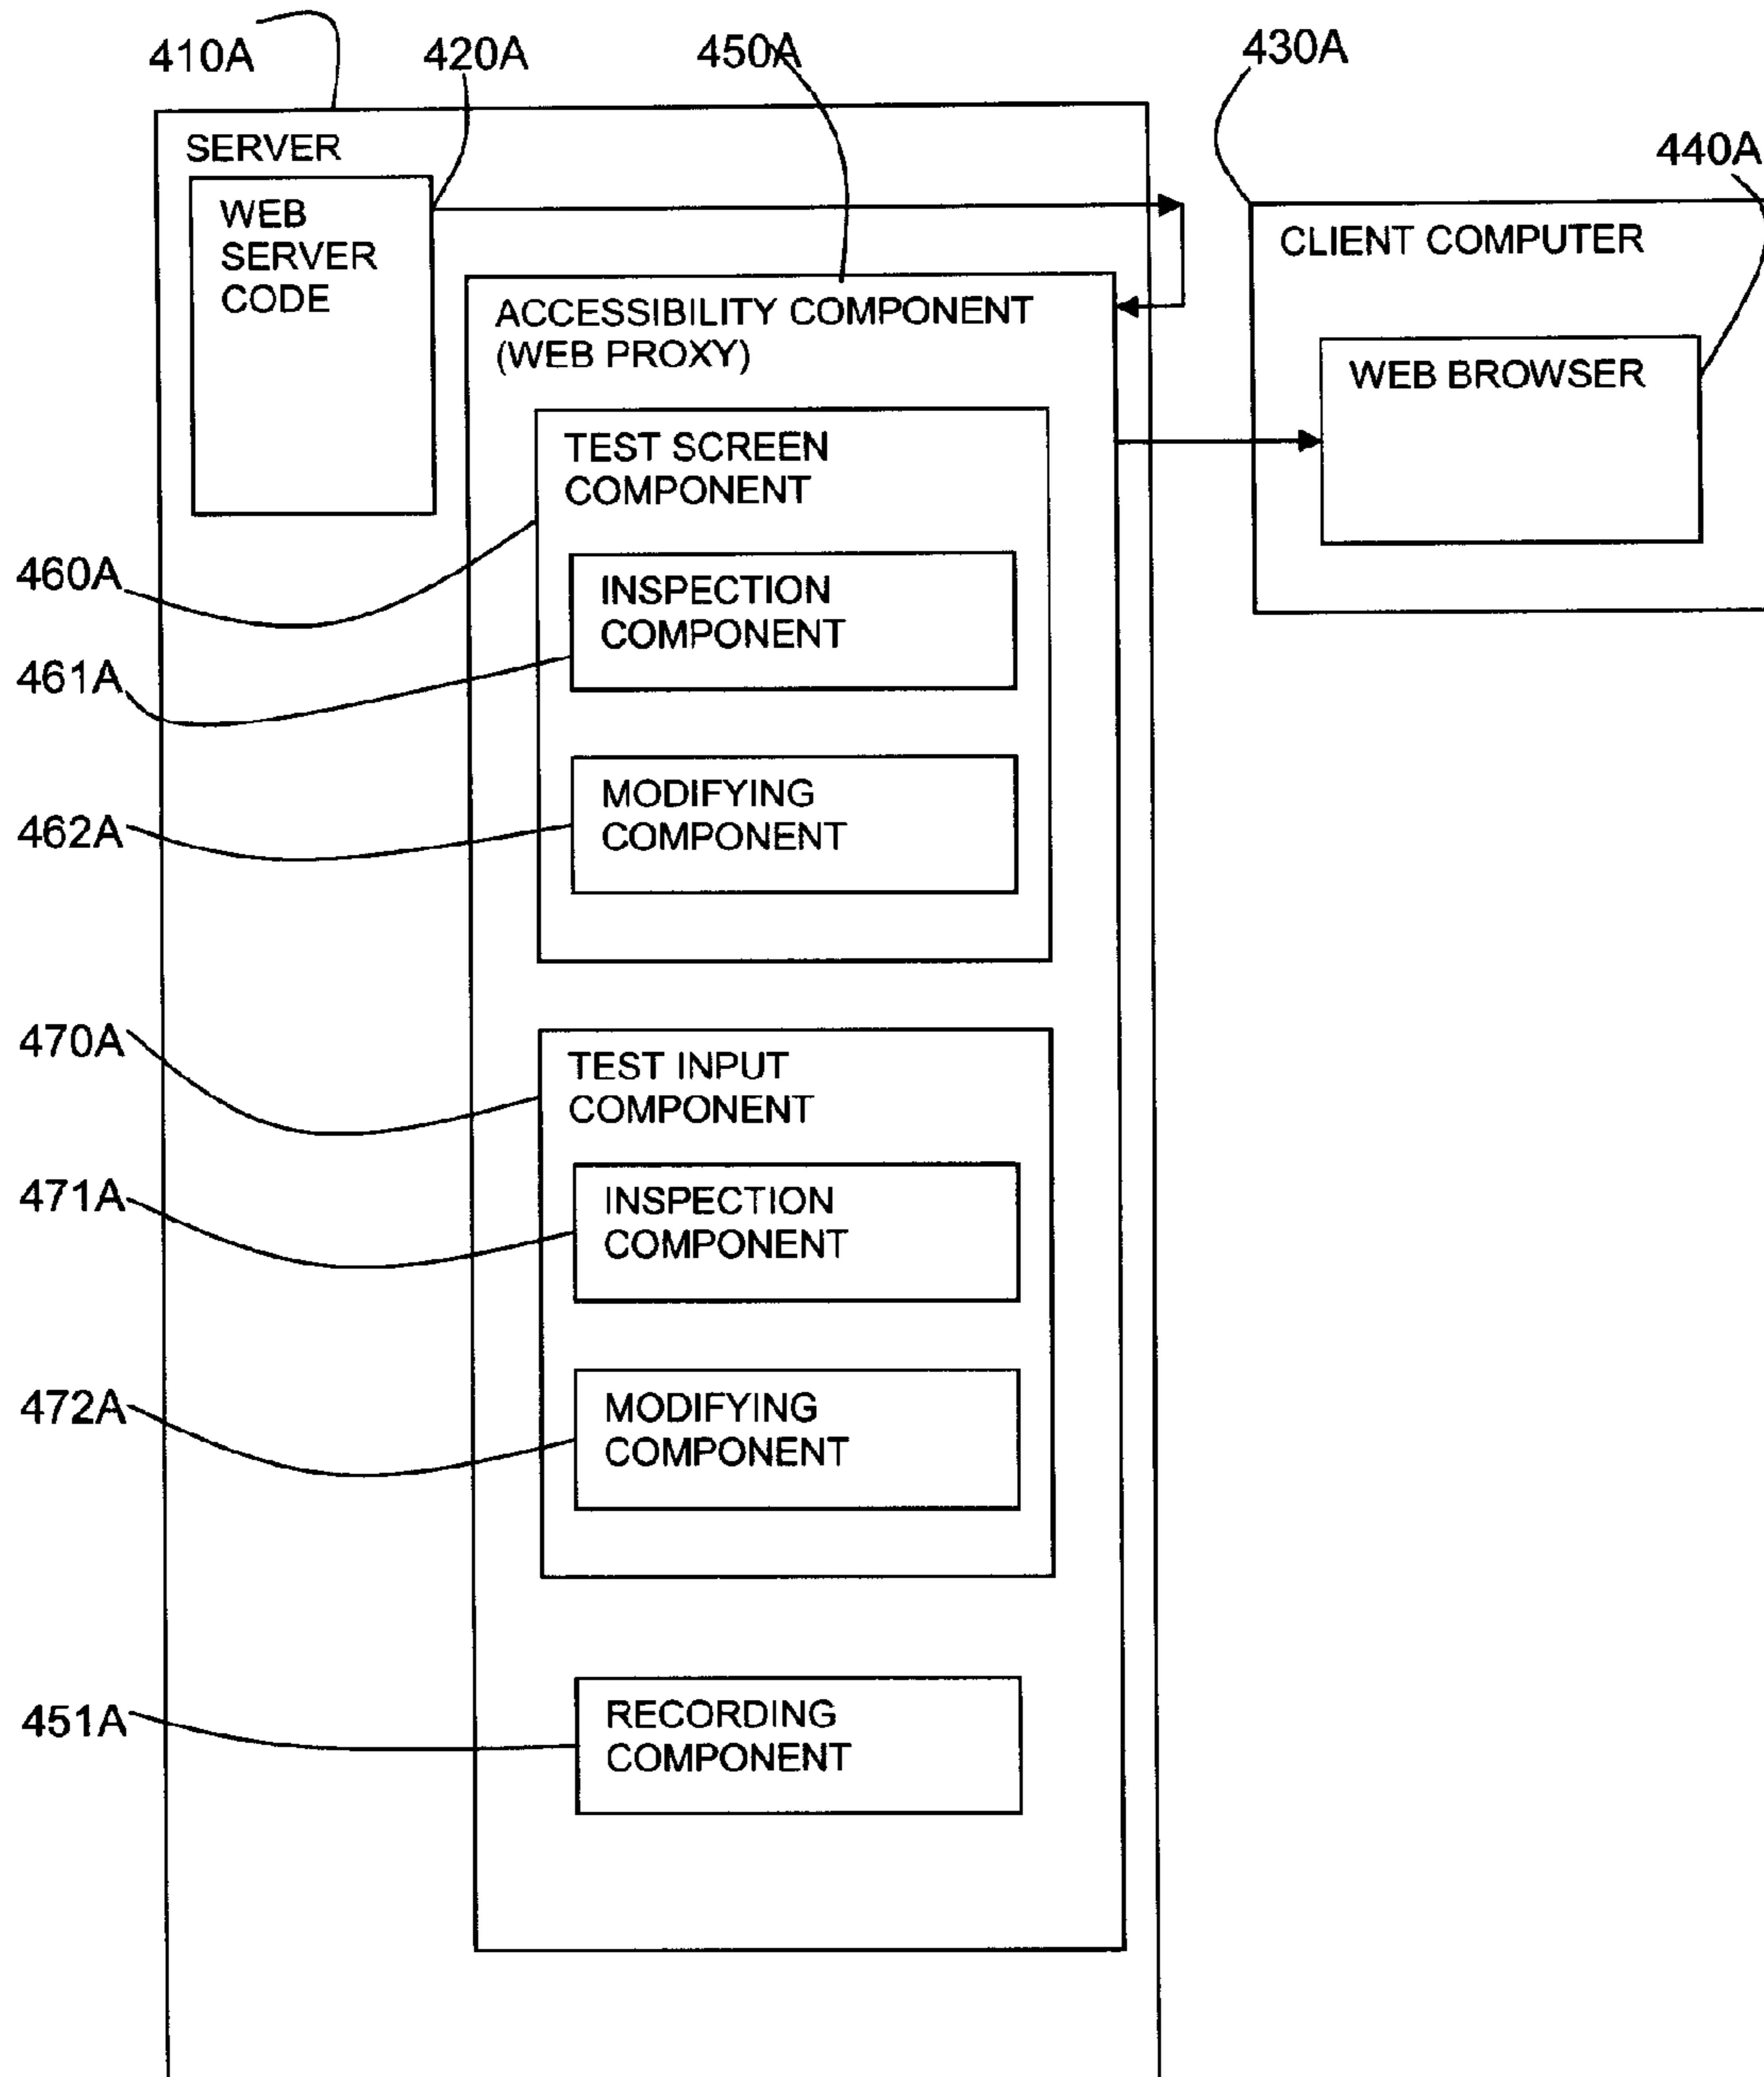 410A
420A
450A
430A
440A
SERVER
WEB
SERVER
CODE
CLIENT COMPUTER
WEB BROWSER
ACCESSIBILITY COMPONENT
(WEB PROXY)
TEST SCREEN
COMPONENT
460A
INSPECTION
COMPONENT
461A
MODIFYING
COMPONENT
462A
470A
TEST INPUT
COMPONENT
471A
INSPECTION
COMPONENT
472A
MODIFYING
COMPONENT
451A
RECORDING
COMPONENT